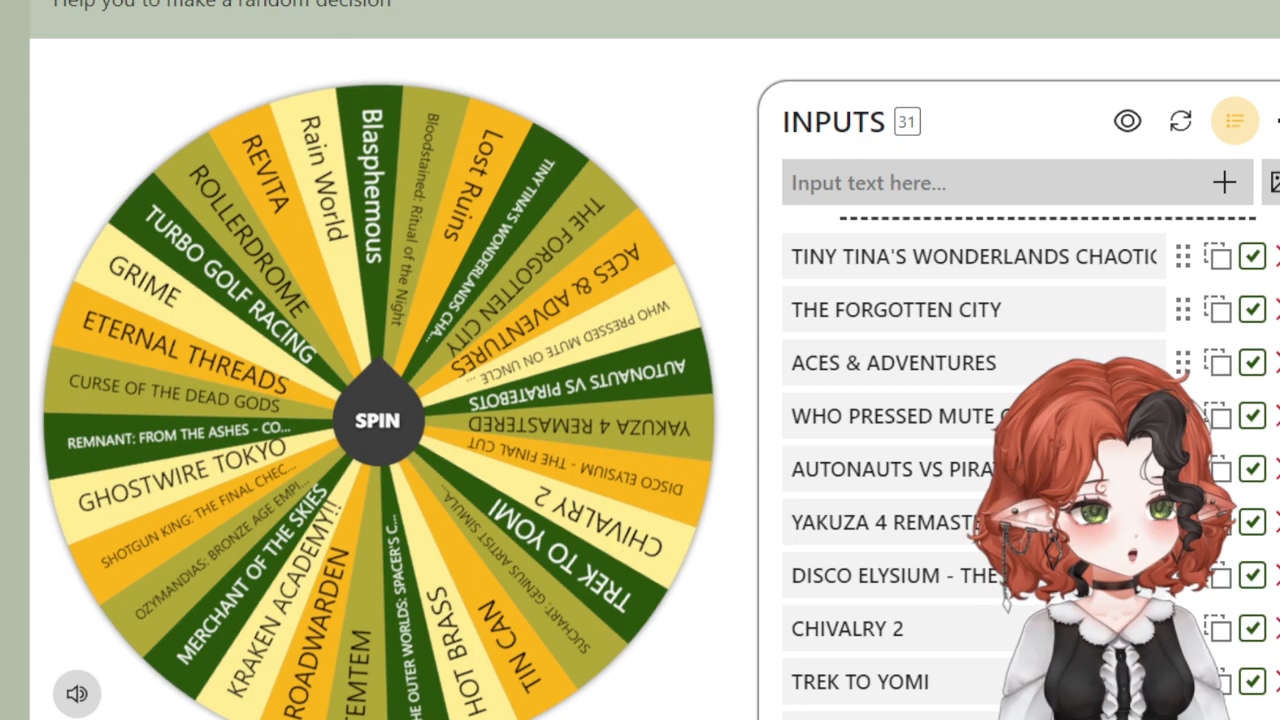 Help you to make a random decision
Blasphemous
Bloodstained: Ritual of the Night
Lost Ruins
TINY TINA'S WONDERLANDS CHA...
THE FORGOTTEN CITY
ACES & ADVENTURES
WHO PRESSED MUTE ON UNCLE ...
AUTONAUTS VS PIRATEBOTS
YAKUZA 4 REMASTERED
DISCO ELYSIUM - THE FINAL CUT
CHIVALRY 2
TREK TO YOMI
SUCHART: GENIUS ARTIST SIMULA...
TIN CAN
HOT BRASS
HE OUTER WORLDS: SPACER'S C...
EMTEM
ROADWARDEN
KRAKEN ACADEMY!!
MERCHANT OF THE SKIES
OZYMANDIAS: BRONZE AGE EMPI...
SHOTGUN KING: THE FINAL CHEC...
GHOSTWIRE TOKYO
REMNANT: FROM THE ASHES - CO...
CURSE OF THE DEAD GODS
ETERNAL THREADS
GRIME
TURBO GOLF RACING
ROLLERDROME
REVITA
Rain World
SPIN
INPUTS 31
Input text here...
TINY TINA'S WONDERLANDS CHAOTIC
THE FORGOTTEN CITY
ACES & ADVENTURES
WHO PRESSED MUTE
AUTONAUTS VS PIRA
YAKUZA 4 REMAST
DISCO ELYSIUM - THE
CHIVALRY 2
TREK TO YOMI